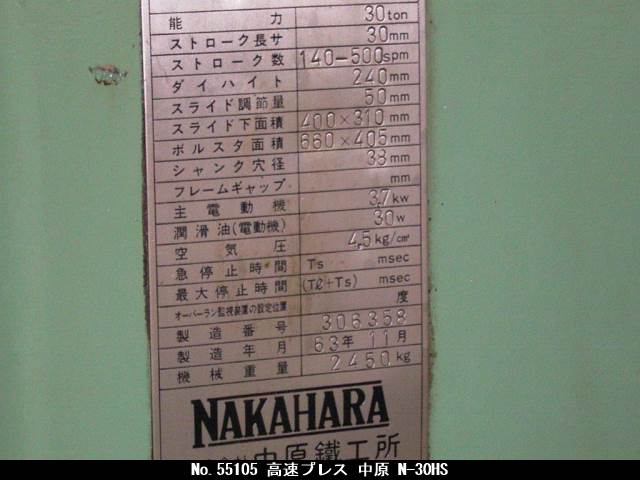 能力 30ton
ストローク長サ 30mm
ストローク数 140-500spm
ダイハイト 240mm
スライド調節量 50mm
スライド下面積 400×310mm
ボルスタ面積 660×405mm
シャンク穴径 38mm
フレームギャップ mm
主電動機 3.7kw
潤滑油(電動機) 30w
空気圧 4.5kg/cm²
急停止時間 Ts msec
最大停止時間 (Tℓ+Ts) msec
オーバーラン監視装置の設定位置 度
製造番号 306358
製造年月 63年11月
機械重量 2450kg
NAKAHARA
中原鐵工所
No.55105 高速プレス 中原 N-30HS